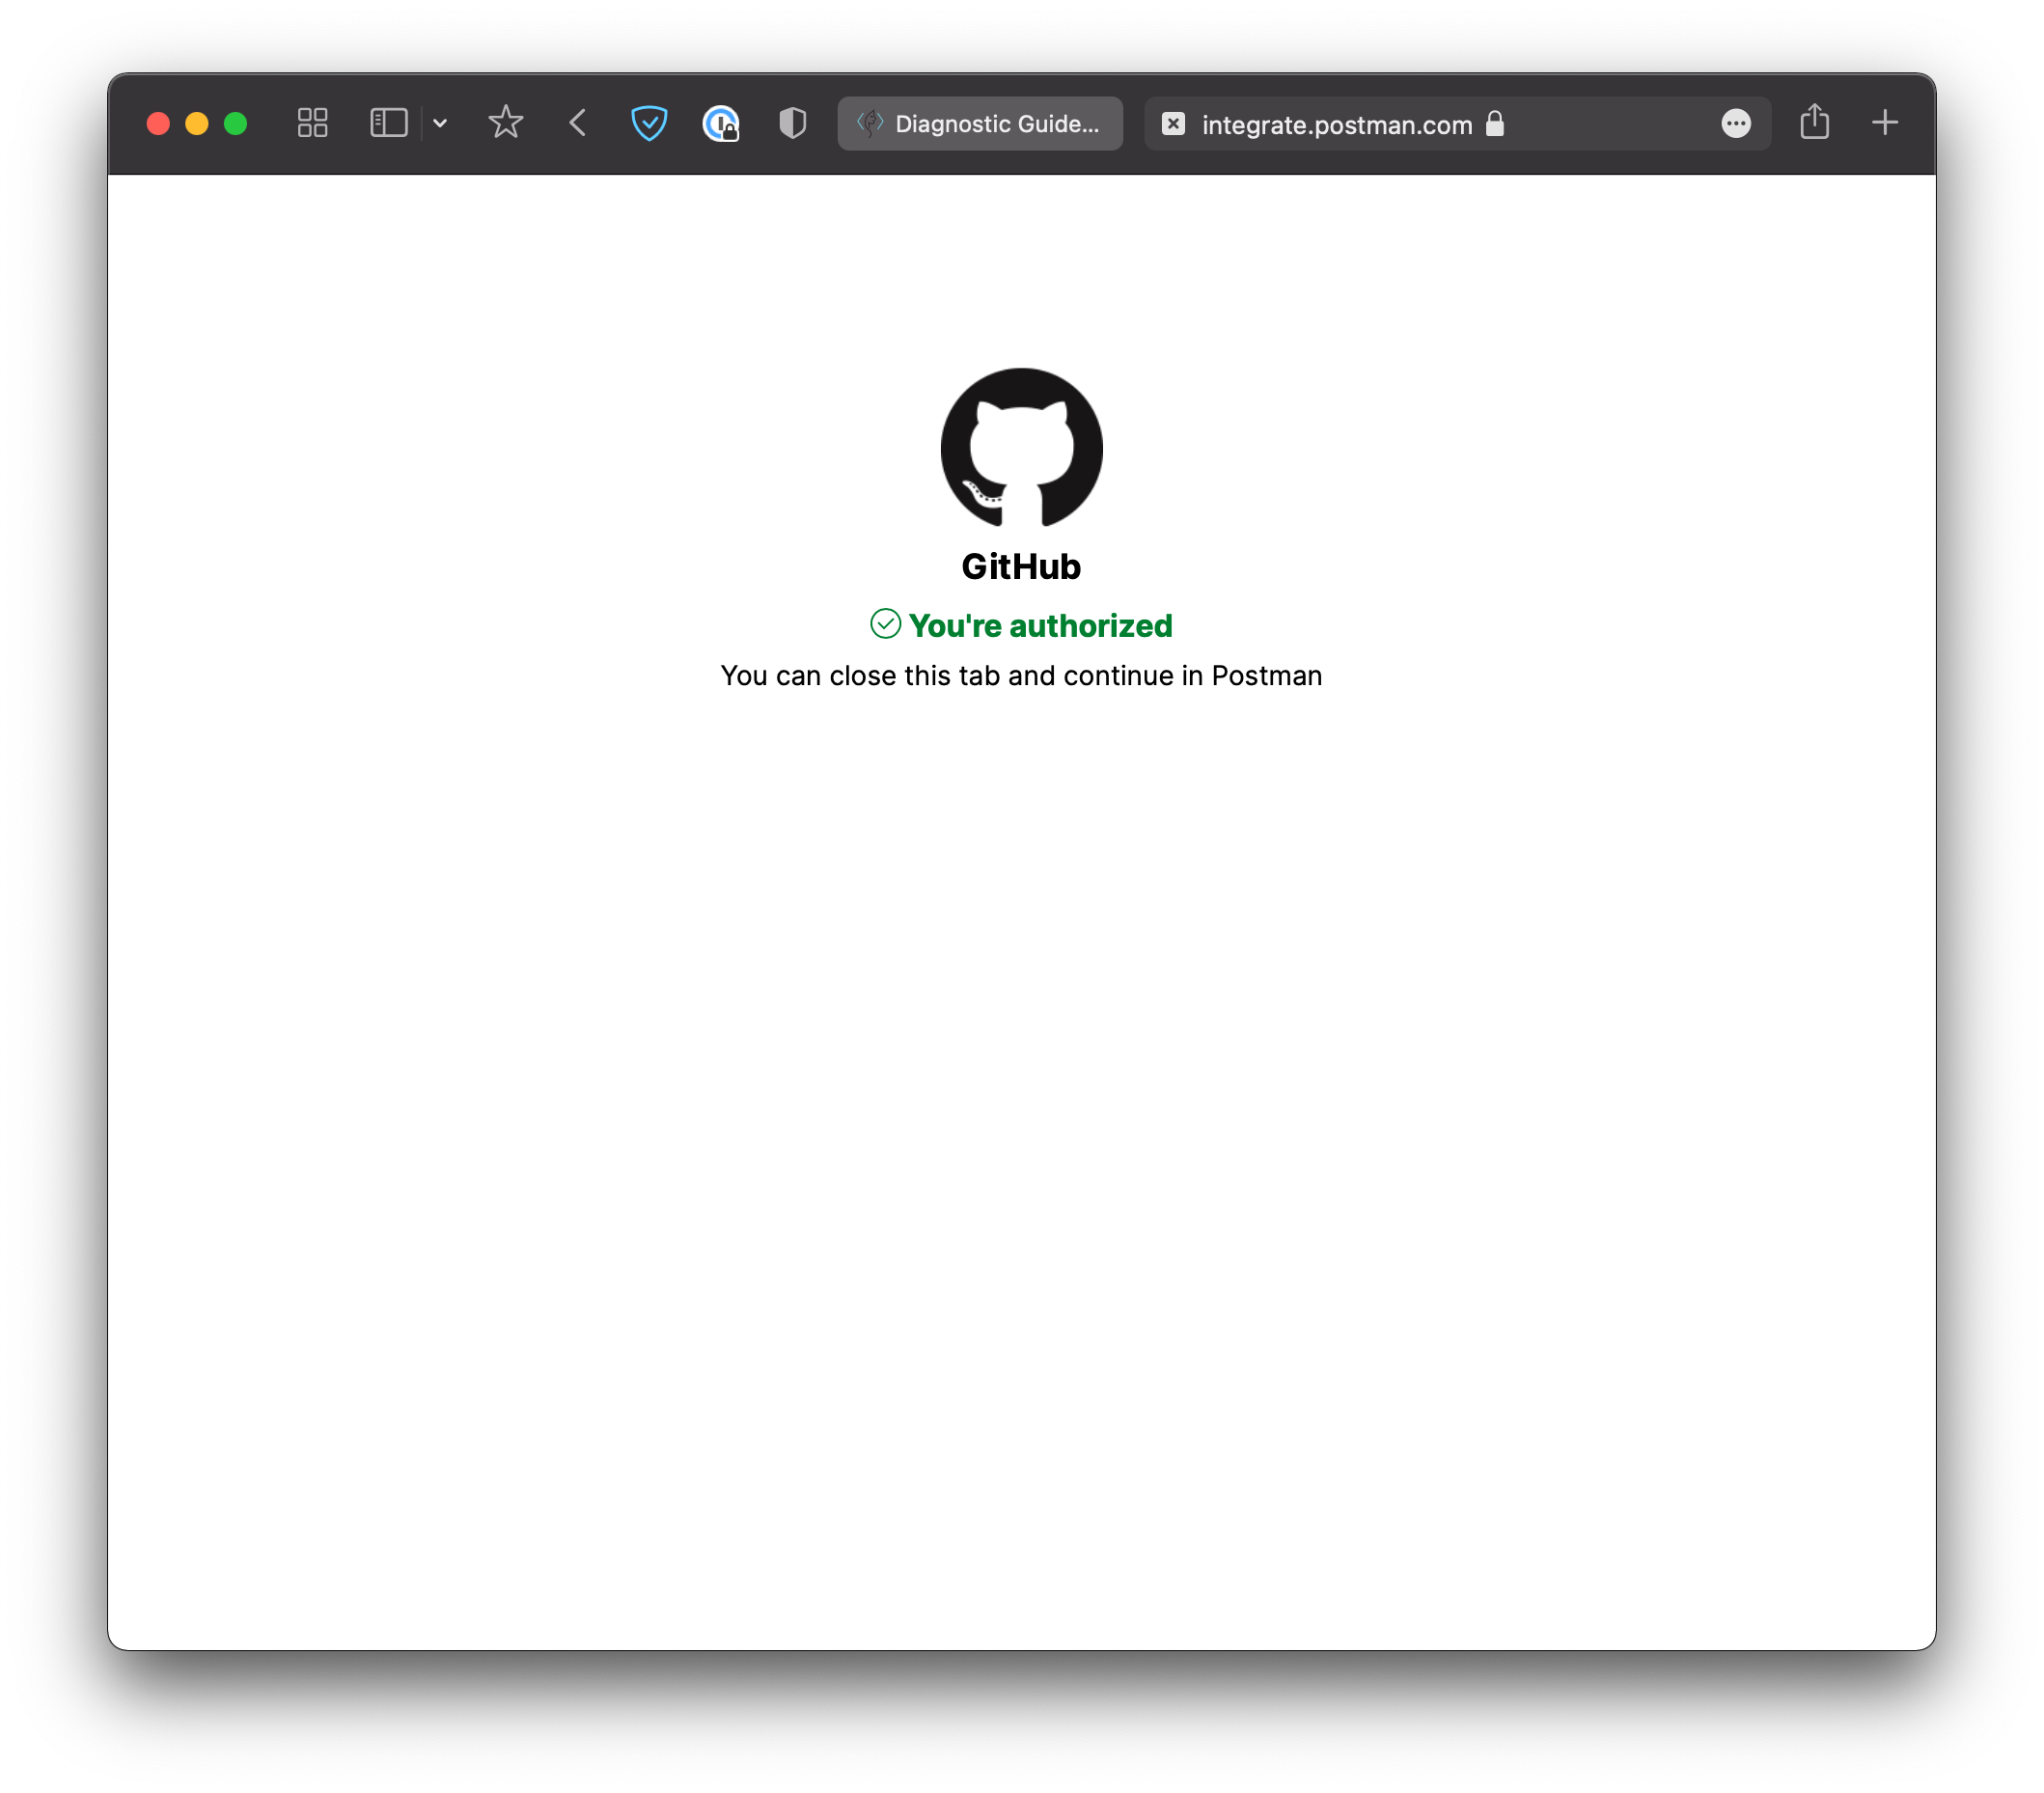 Diagnostic Guide...
integrate.postman.com
GitHub
You're authorized
You can close this tab and continue in Postman